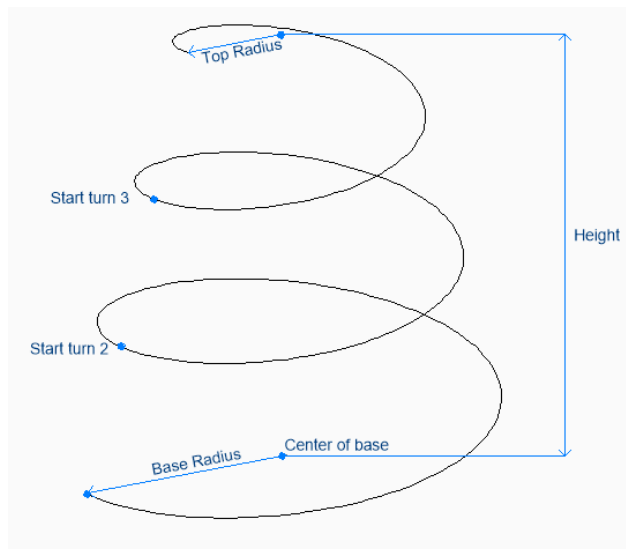 Top Radius
Start turn 3
Height
Start turn 2
Center of base
Base Radius